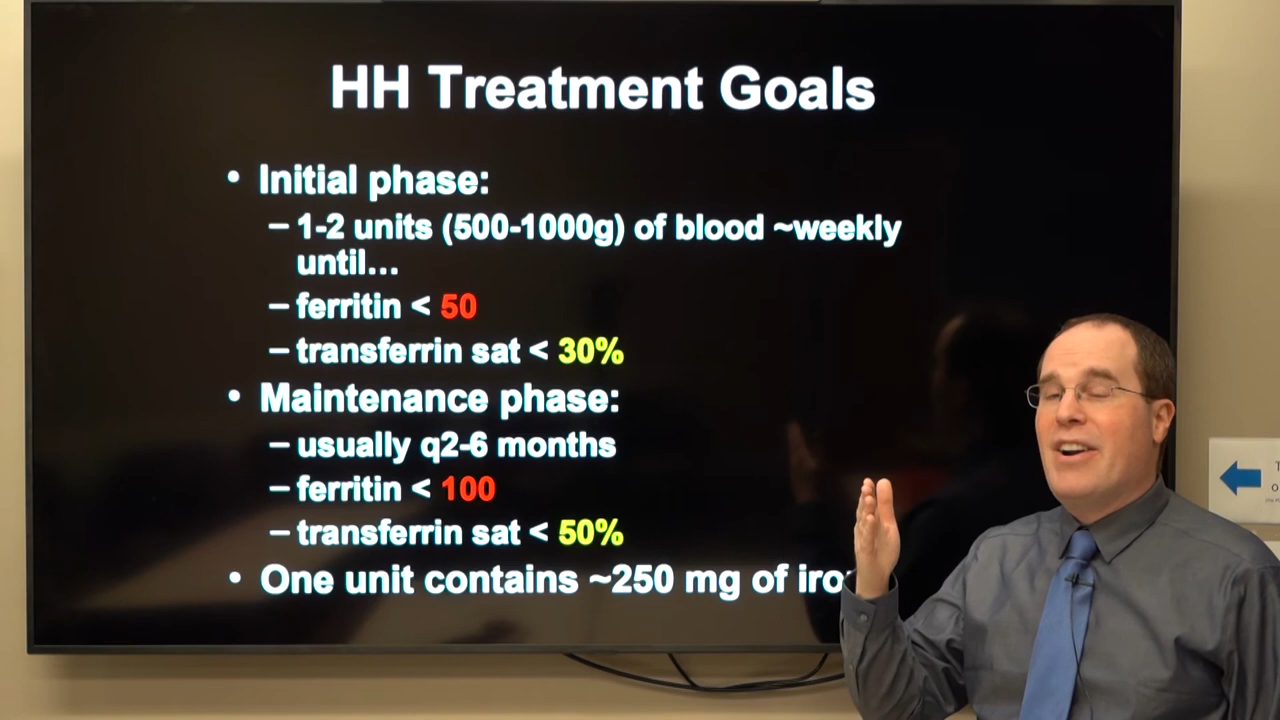 HH Treatment Goals
• Initial phase:
– 1-2 units (500-1000g) of blood ~weekly
until...
– ferritin < 50
– transferrin sat < 30%
• Maintenance phase:
– usually q2-6 months
– ferritin < 100
– transferrin sat < 50%
• One unit contains ~250 mg of iro